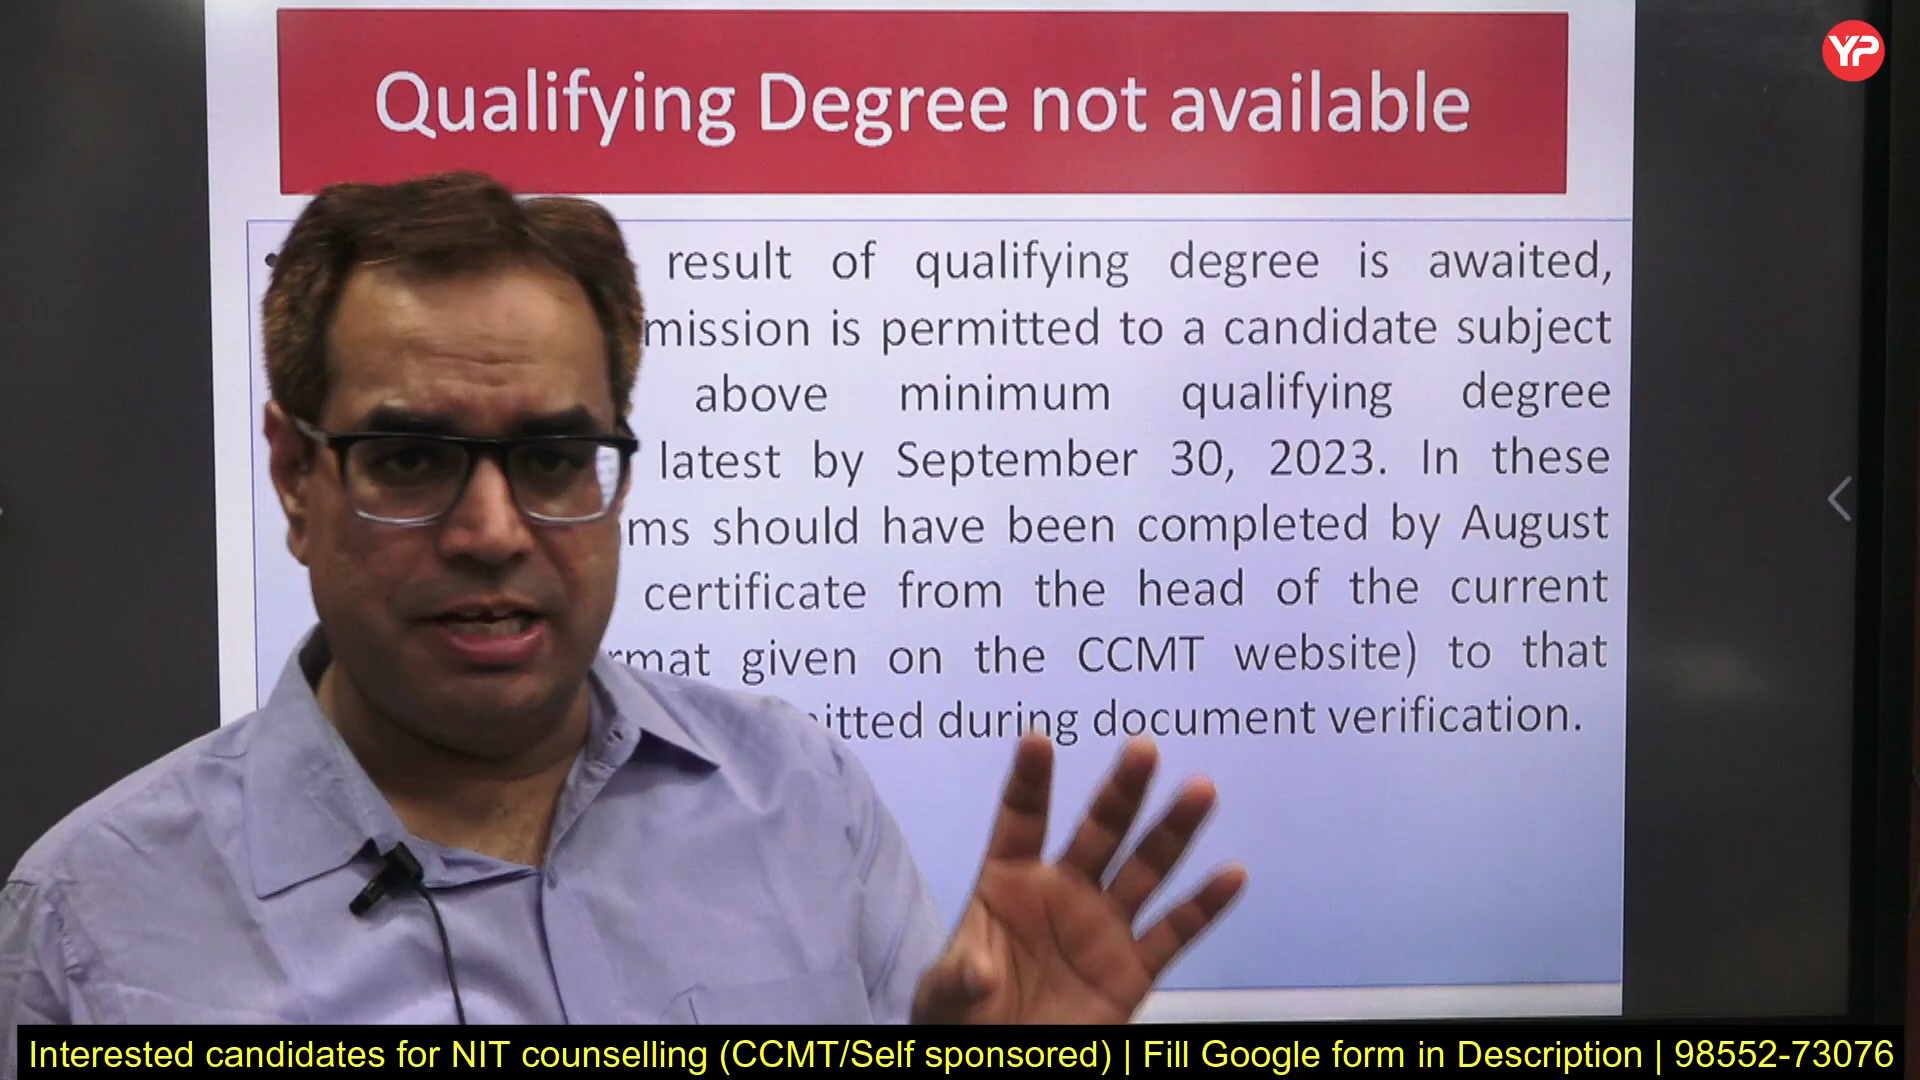 YP
Qualifying Degree not available
result of qualifying degree is awaited,
mission is permitted to a candidate subject
above minimum qualifying degree
latest by September 30, 2023. In these
ms should have been completed by August
certificate from the head of the current
rmat given on the CCMT website) to that
itted during document verification.
Interested candidates for NIT counselling (CCMT/Self sponsored) | Fill Google form in Description | 98552-73076